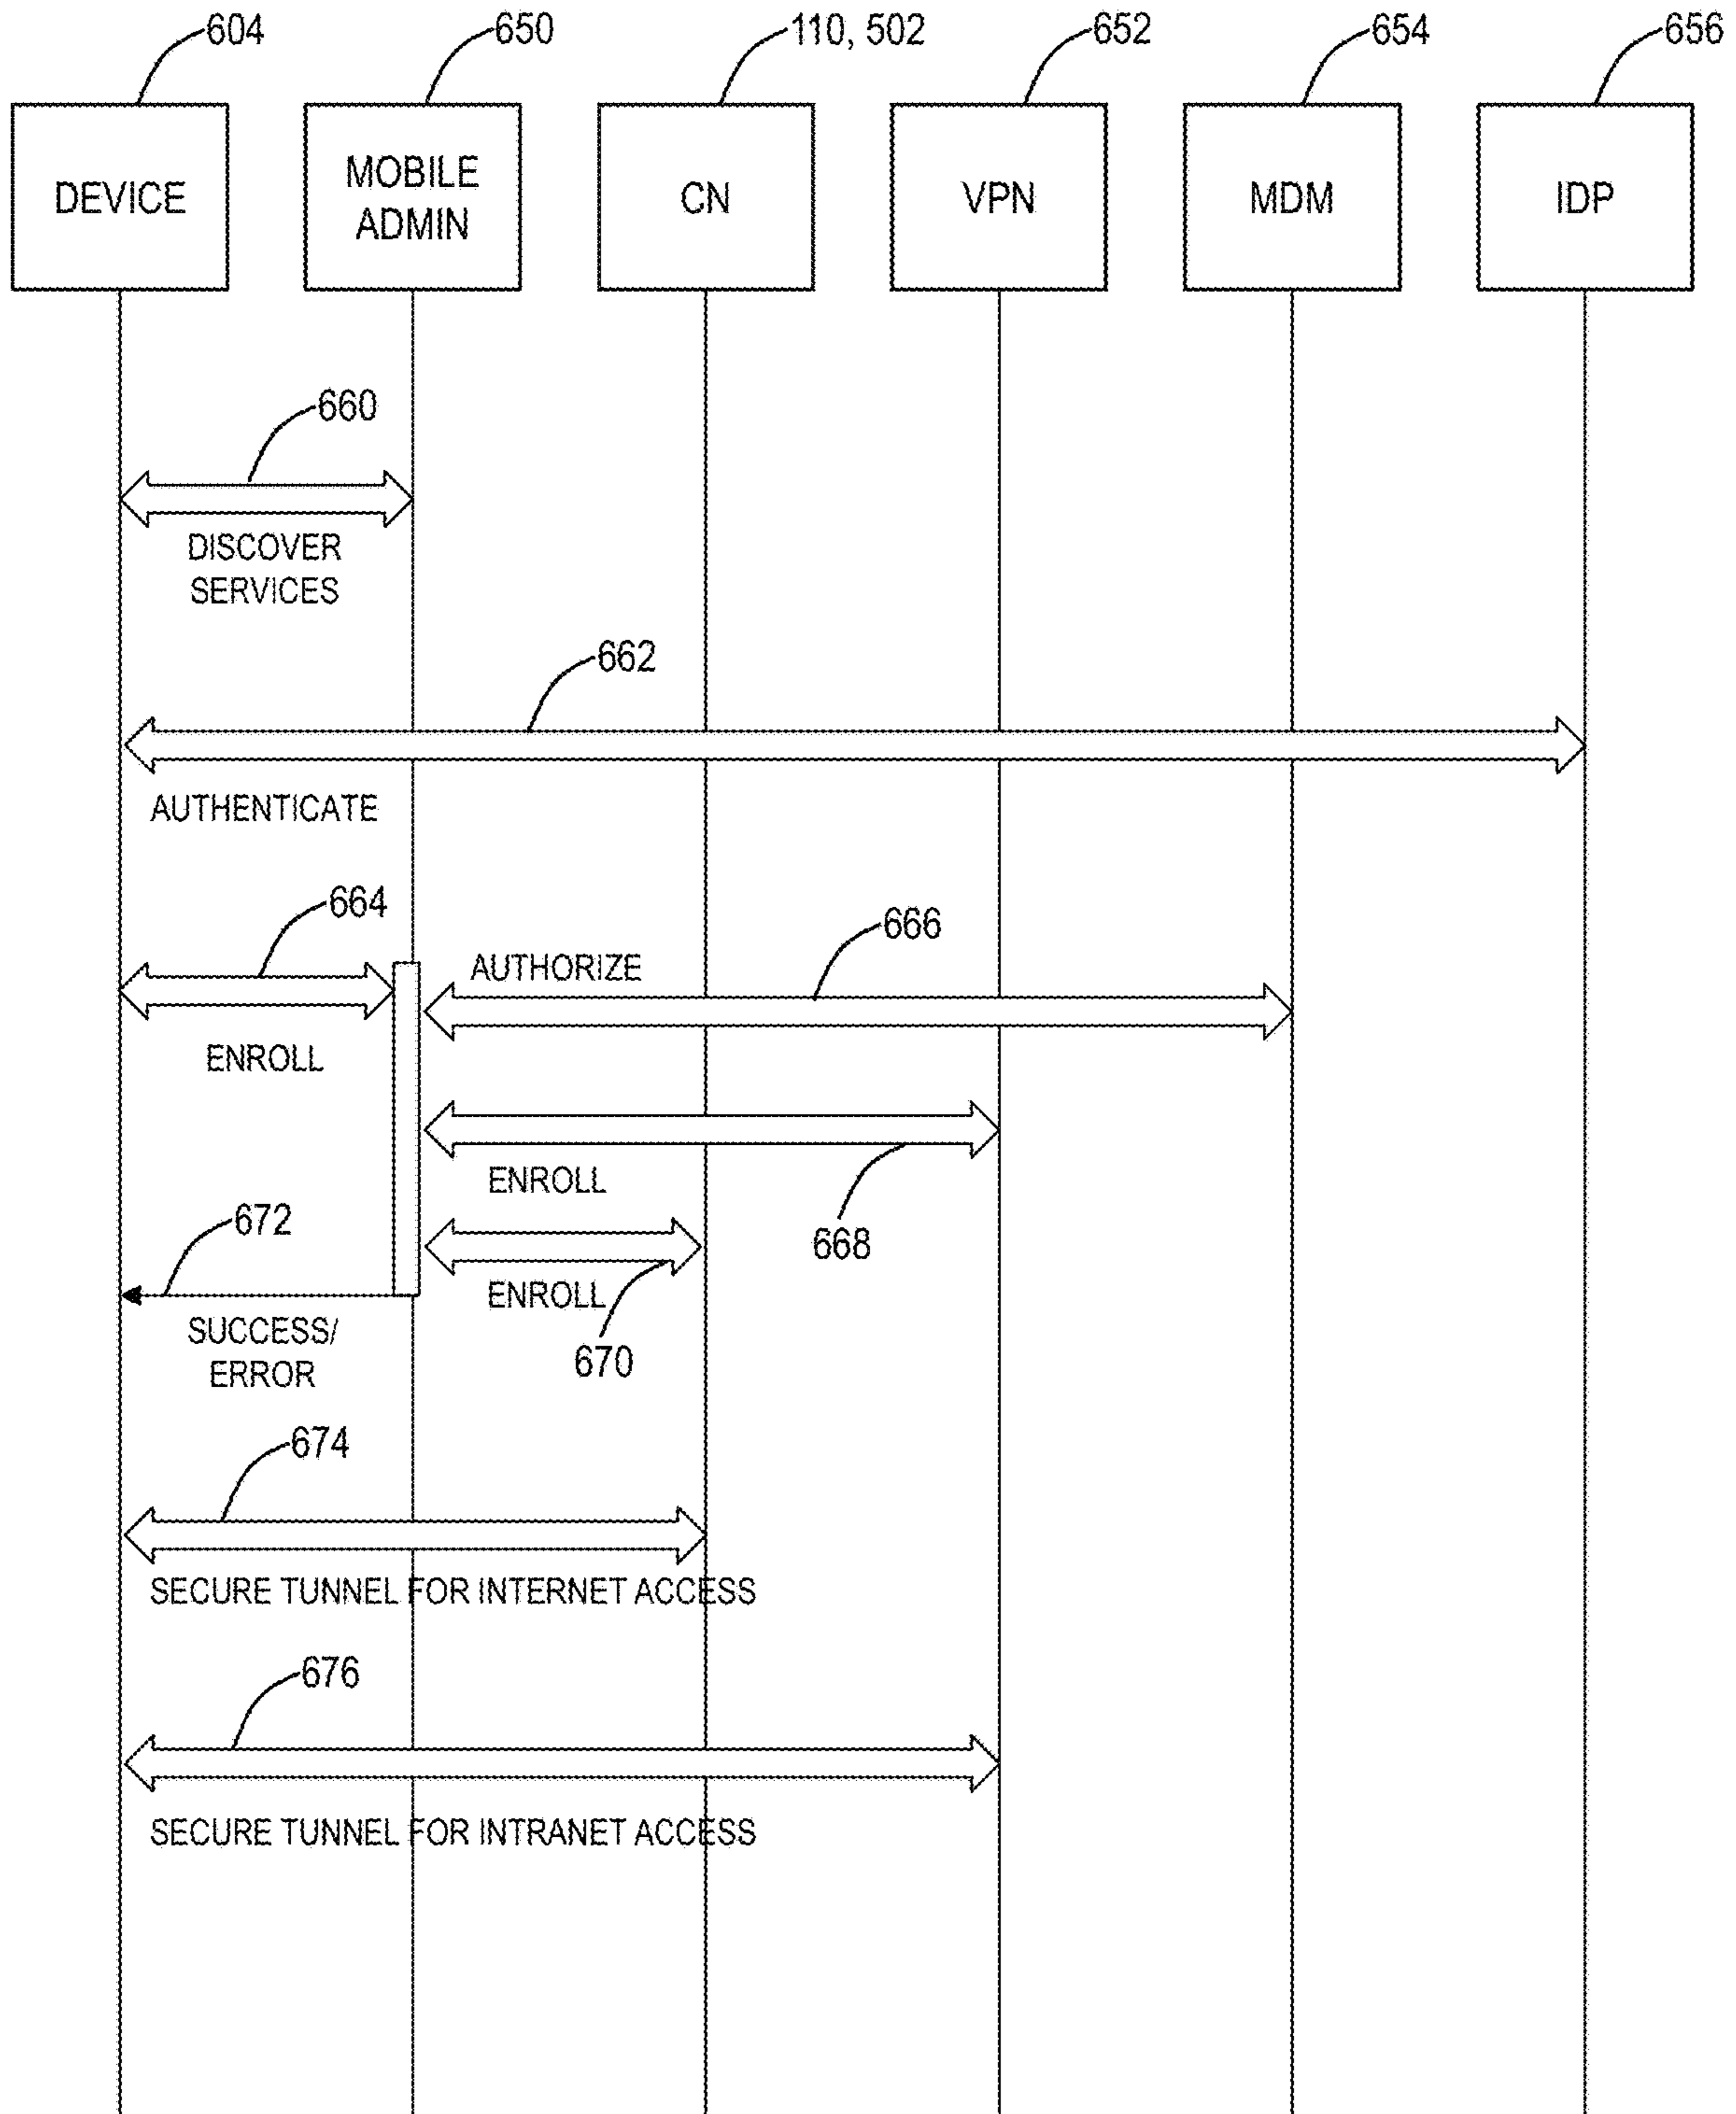 604
650
110, 502
652
654
656
DEVICE
MOBILE
ADMIN
CN
VPN
MDM
IDP
660
DISCOVER
SERVICES
662
AUTHENTICATE
664
666
AUTHORIZE
ENROLL
ENROLL
672
668
ENROLL
SUCCESS/
ERROR
670
674
SECURE TUNNEL FOR INTERNET ACCESS
676
SECURE TUNNEL FOR INTRANET ACCESS